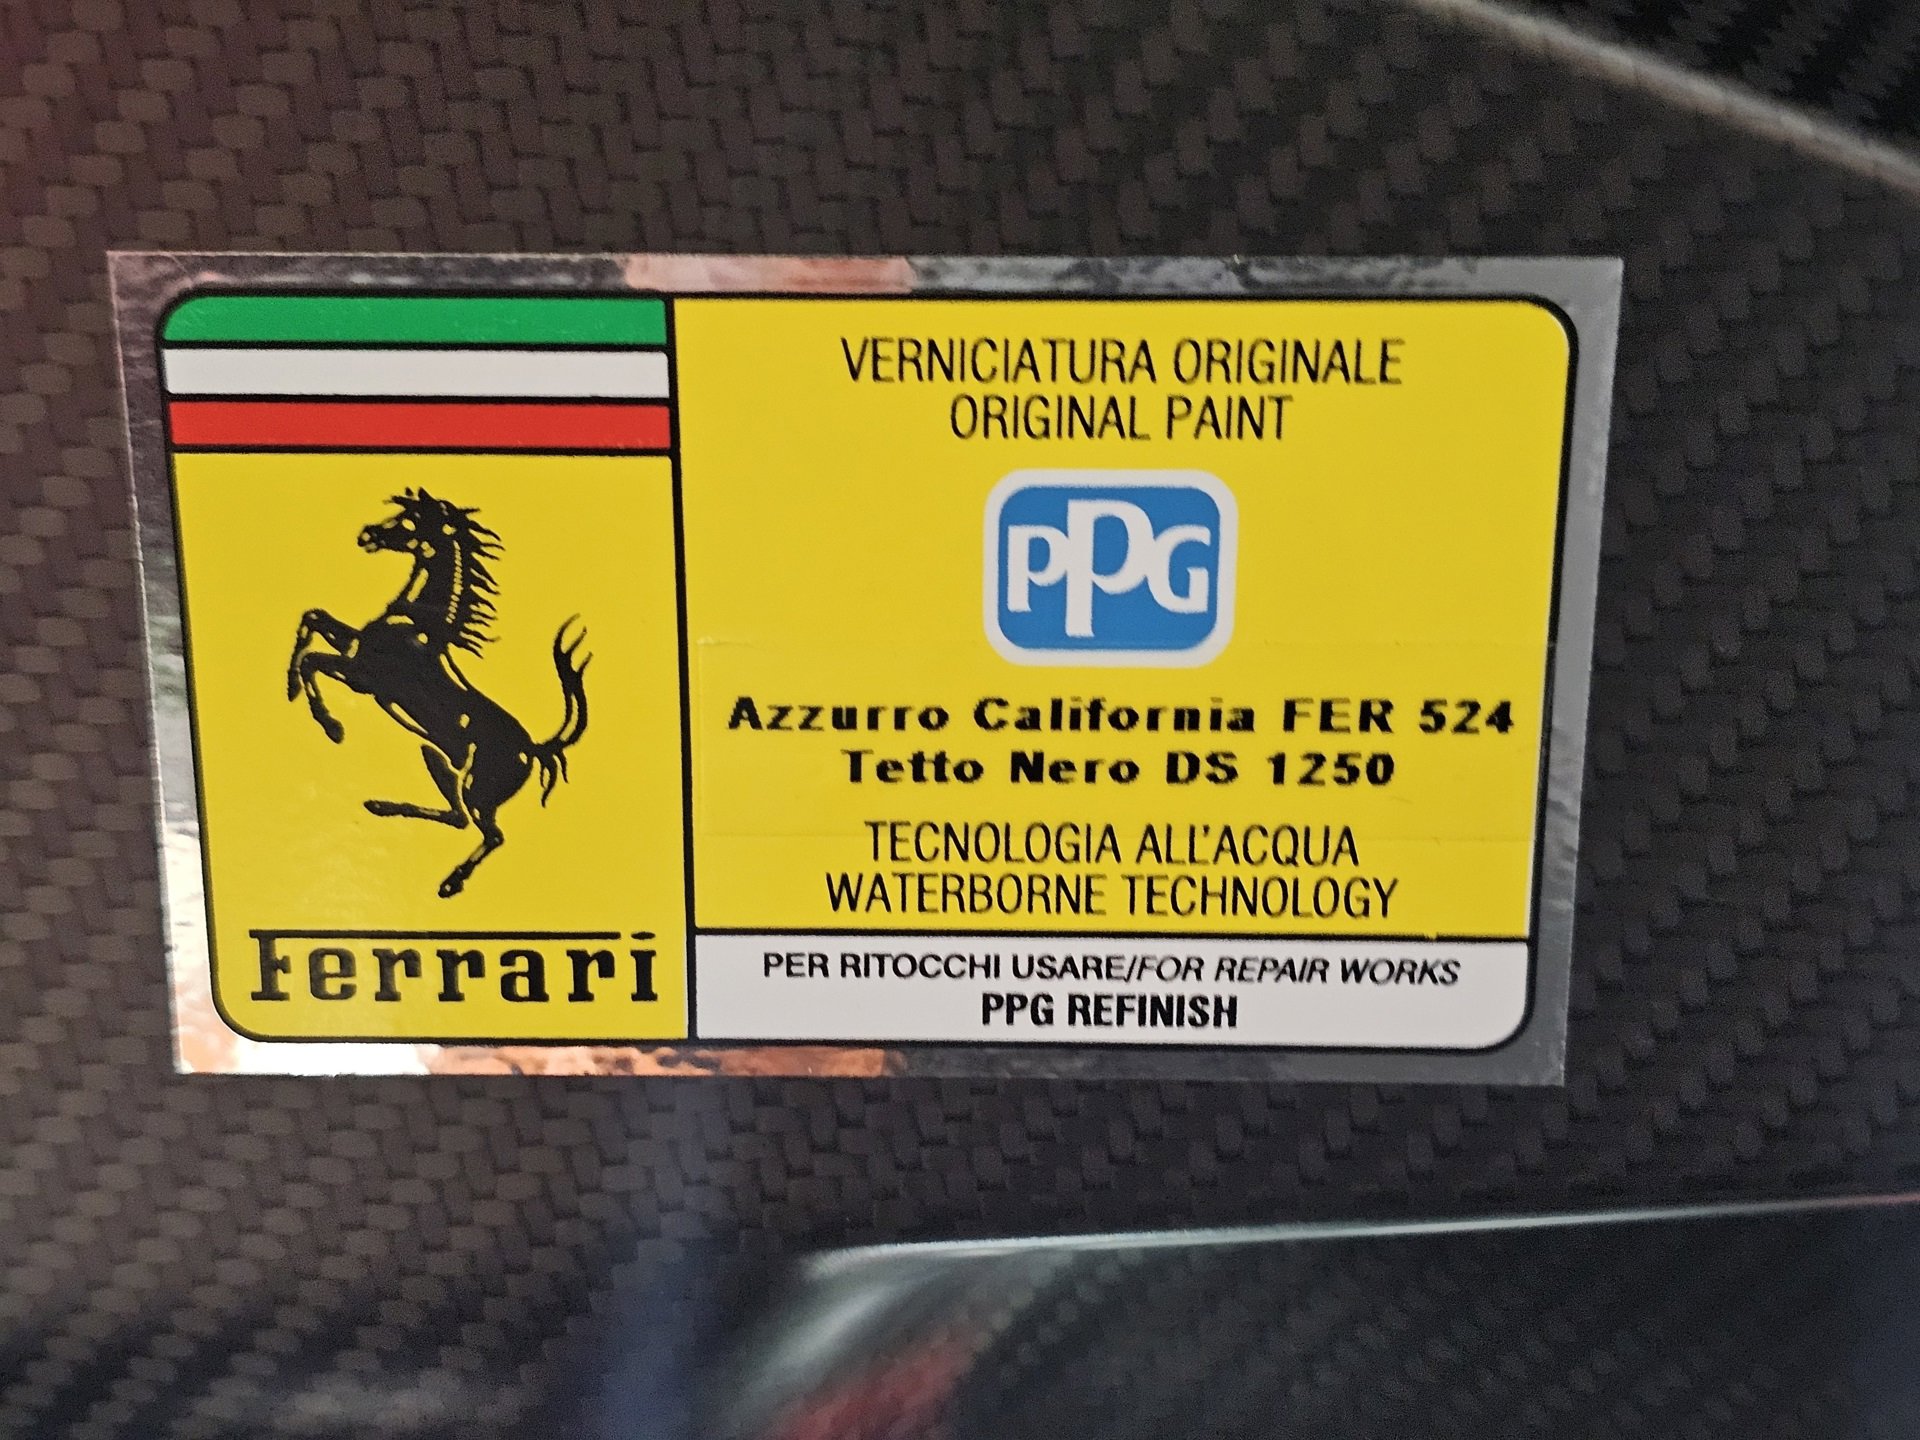 Ferrari
VERNICIATURA ORIGINALE
ORIGINAL PAINT
PPG
Azzurro California FER 524
Tetto Nero DS 1250
TECNOLOGIA ALL'ACQUA
WATERBORNE TECHNOLOGY
PER RITOCCHI USARE/FOR REPAIR WORKS
PPG REFINISH